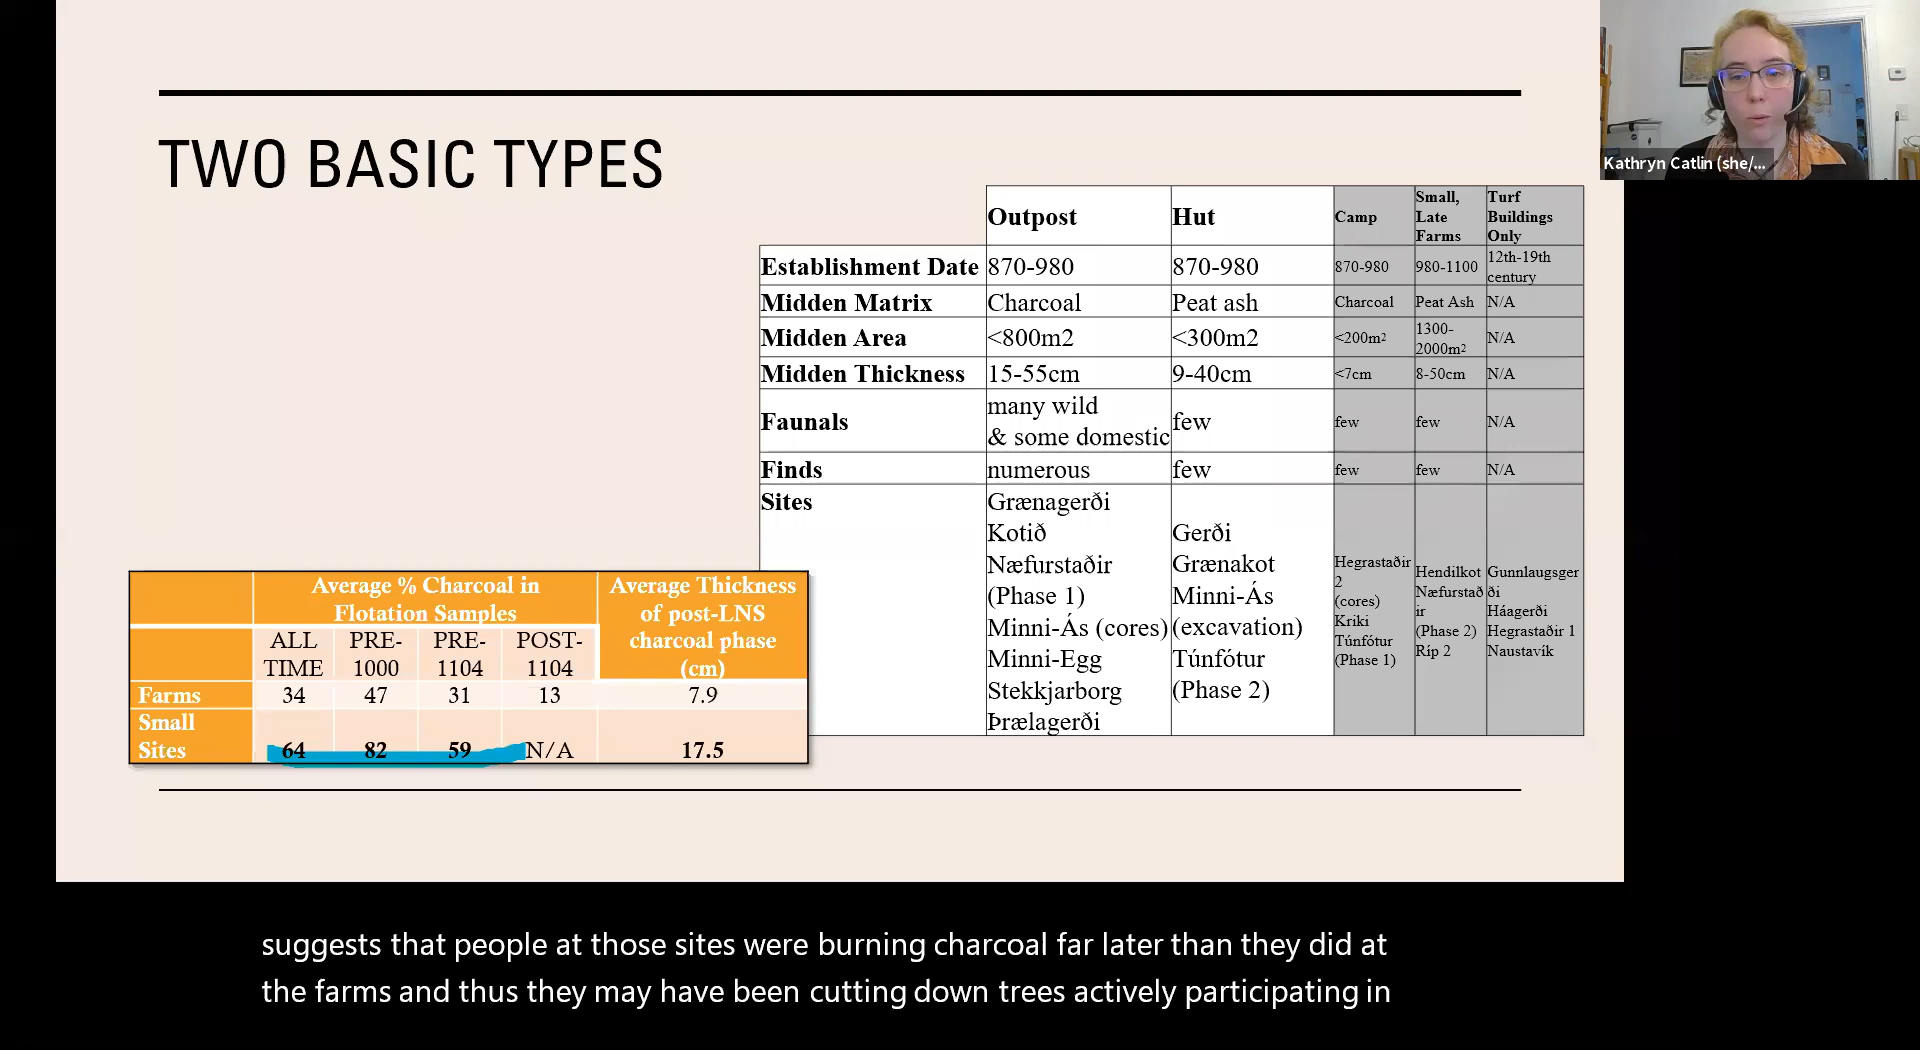 TWO BASIC TYPES
Kathryn Catlin (she/...
Outpost Hut Camp Small, Late Farms Turf Buildings Only
Establishment Date 870-980 870-980 870-980 980-1100 12th-19th century
Midden Matrix Charcoal Peat ash Charcoal Peat Ash N/A
Midden Area <800m2 <300m2 <200m² 1300-2000m² N/A
Midden Thickness 15-55cm 9-40cm <7cm 8-50cm N/A
Faunals many wild & some domestic few few few N/A
Finds numerous few few few N/A
Sites
Grænagerði
Kotið
Næfurstaðir
(Phase 1)
Minni-Ás (cores)
Minni-Egg
Stekkjarborg
Þrælagerði
Gerði
Grænakot
Minni-Ás
(excavation)
Túnfótur
(Phase 2)
Hegrastaðir
2
(cores)
Kriki
Túnfótur
(Phase 1)
Hendilkot
Næfurstað
ir
(Phase 2)
Ríp 2
Gunnlaugsger
ði
Háagerði
Hegrastaðir 1
Naustavík
Average % Charcoal in
Flotation Samples
Average Thickness
of post-LNS
charcoal phase
(cm)
ALL TIME PRE-1000 PRE-1104 POST-1104
Farms 34 47 31 13 7.9
Small
Sites 64 82 59 N/A 17.5
suggests that people at those sites were burning charcoal far later than they did at
the farms and thus they may have been cutting down trees actively participating in